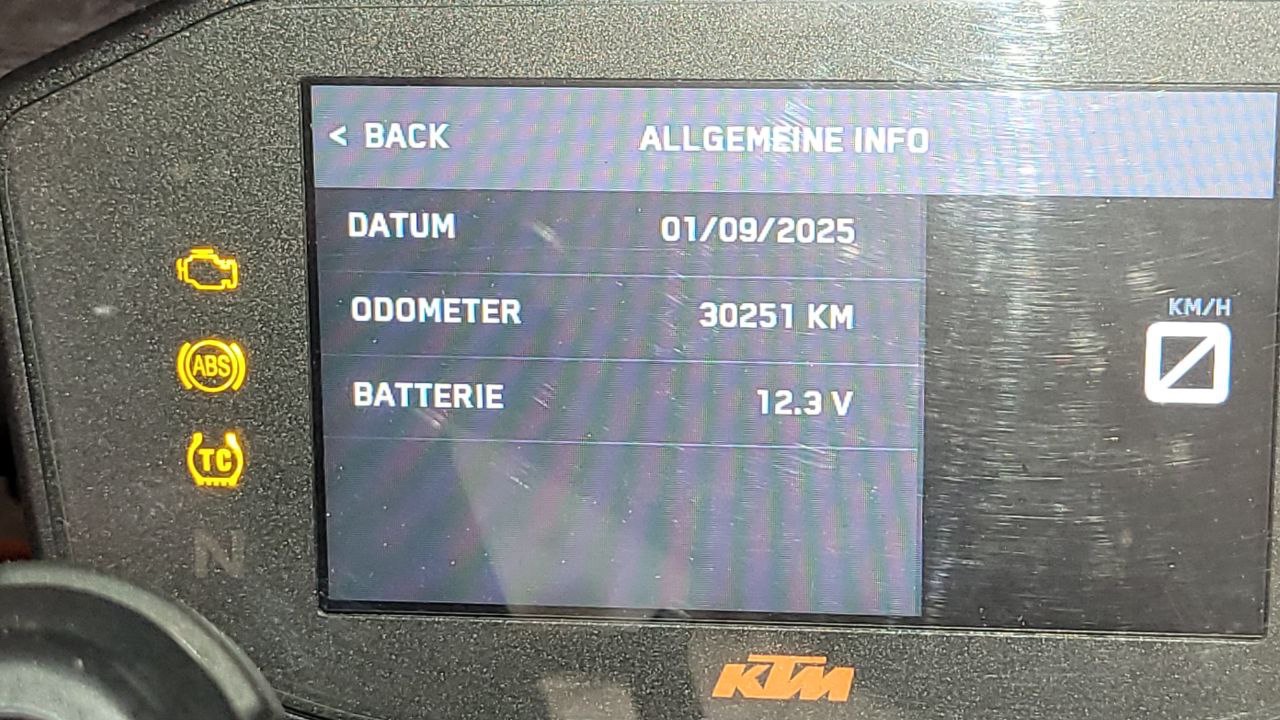 < BACK
ALLGEMEINE INFO
DATUM 01/09/2025
ODOMETER 30251 KM
BATTERIE 12.3 V
KM/H
ABS
TC
N
KTM